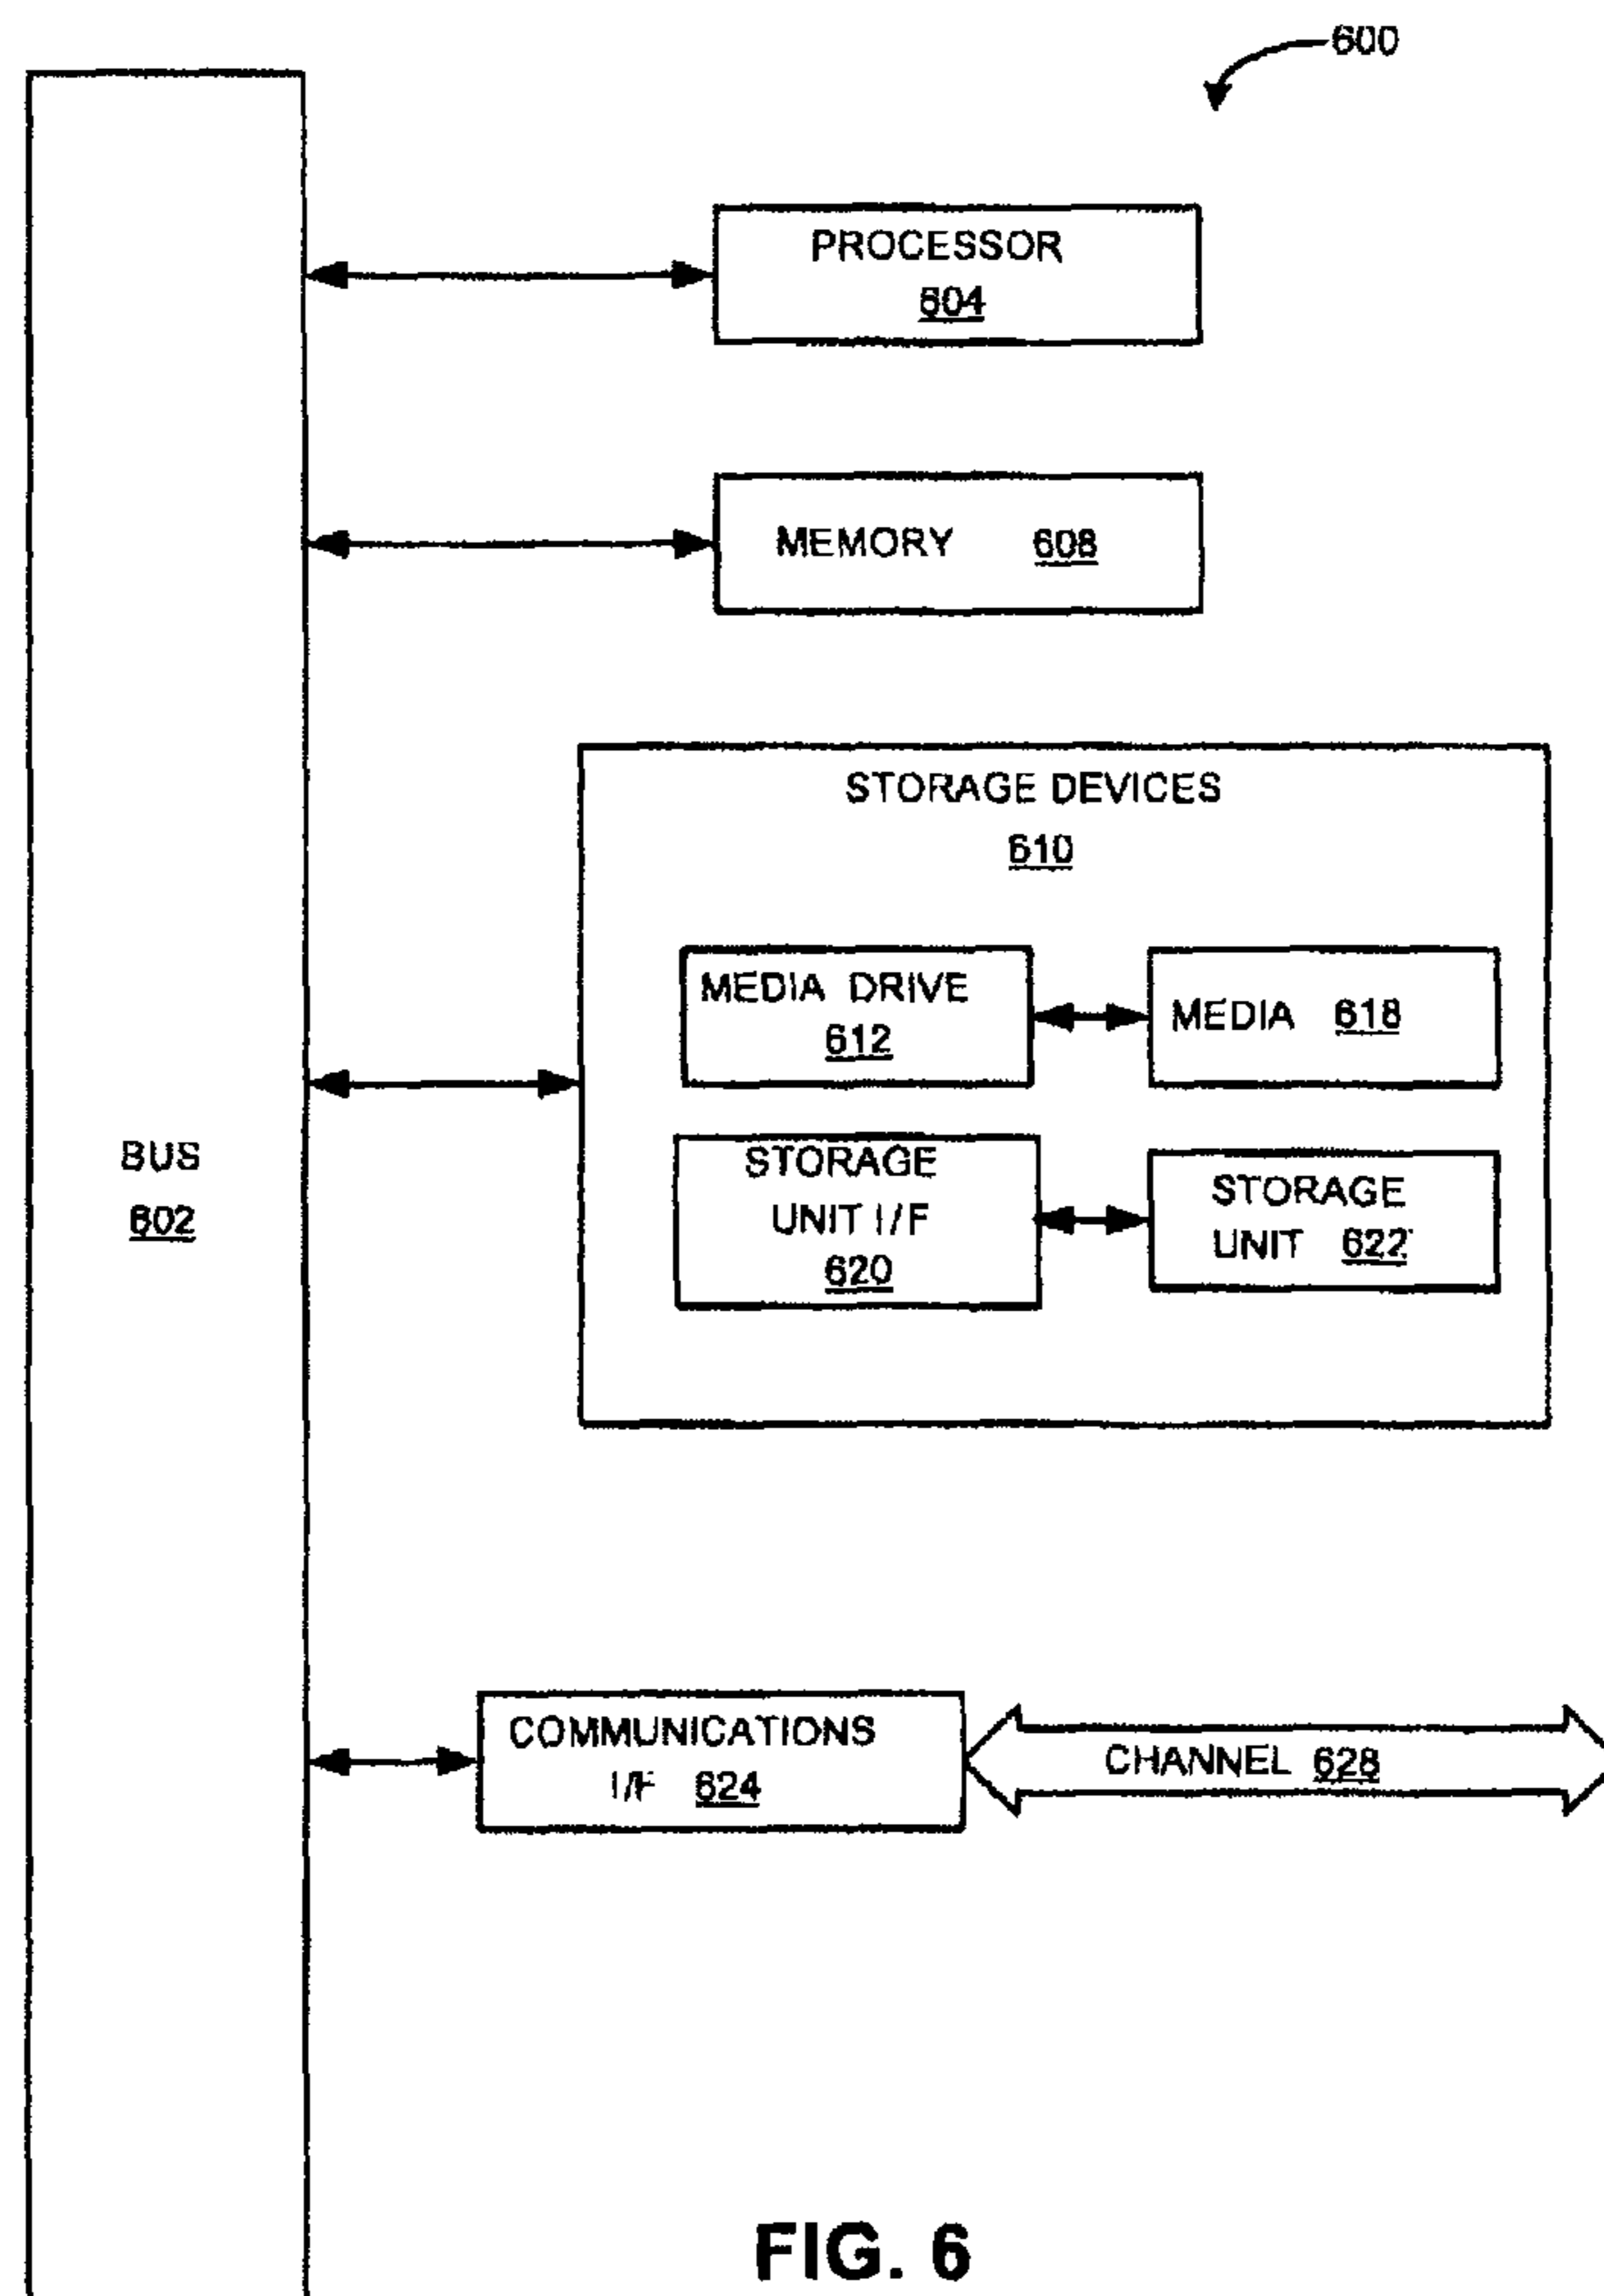 600
PROCESSOR
604
MEMORY 608
STORAGE DEVICES
610
MEDIA DRIVE
612
MEDIA 618
BUS
602
STORAGE
UNIT I/F
620
STORAGE
UNIT 622
COMMUNICATIONS
I/F 624
CHANNEL 628
FIG. 6